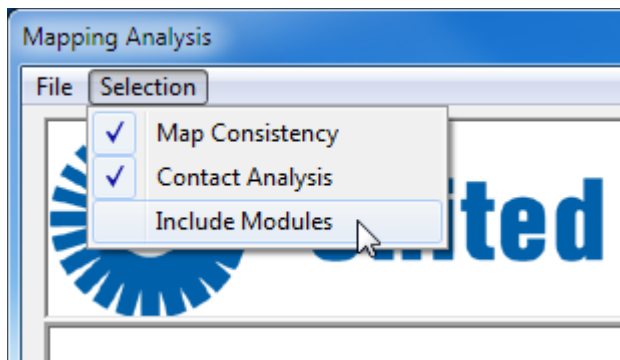 Mapping Analysis
File Selection
Map Consistency
Contact Analysis
Include Modules